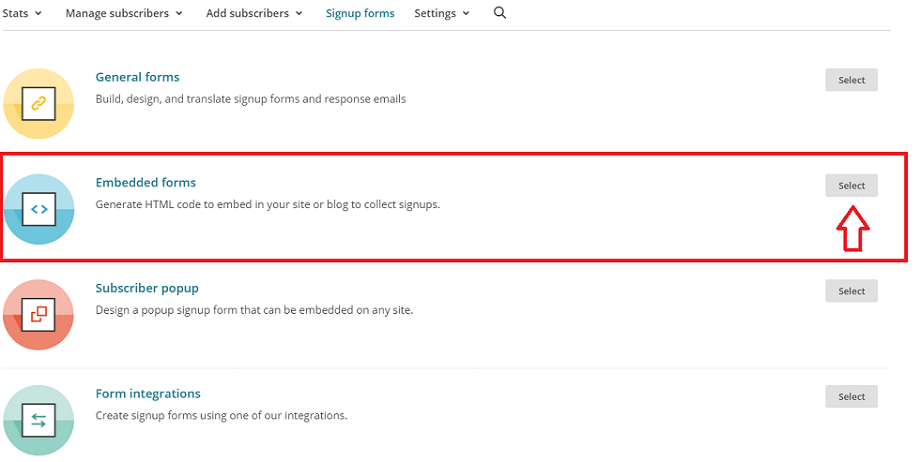 Stats Manage subscribers Add subscribers Signup forms Settings
General forms Select
Build, design, and translate signup forms and response emails
Embedded forms Select
Generate HTML code to embed in your site or blog to collect signups.
Subscriber popup Select
Design a popup signup form that can be embedded on any site.
Form integrations Select
Create signup forms using one of our integrations.